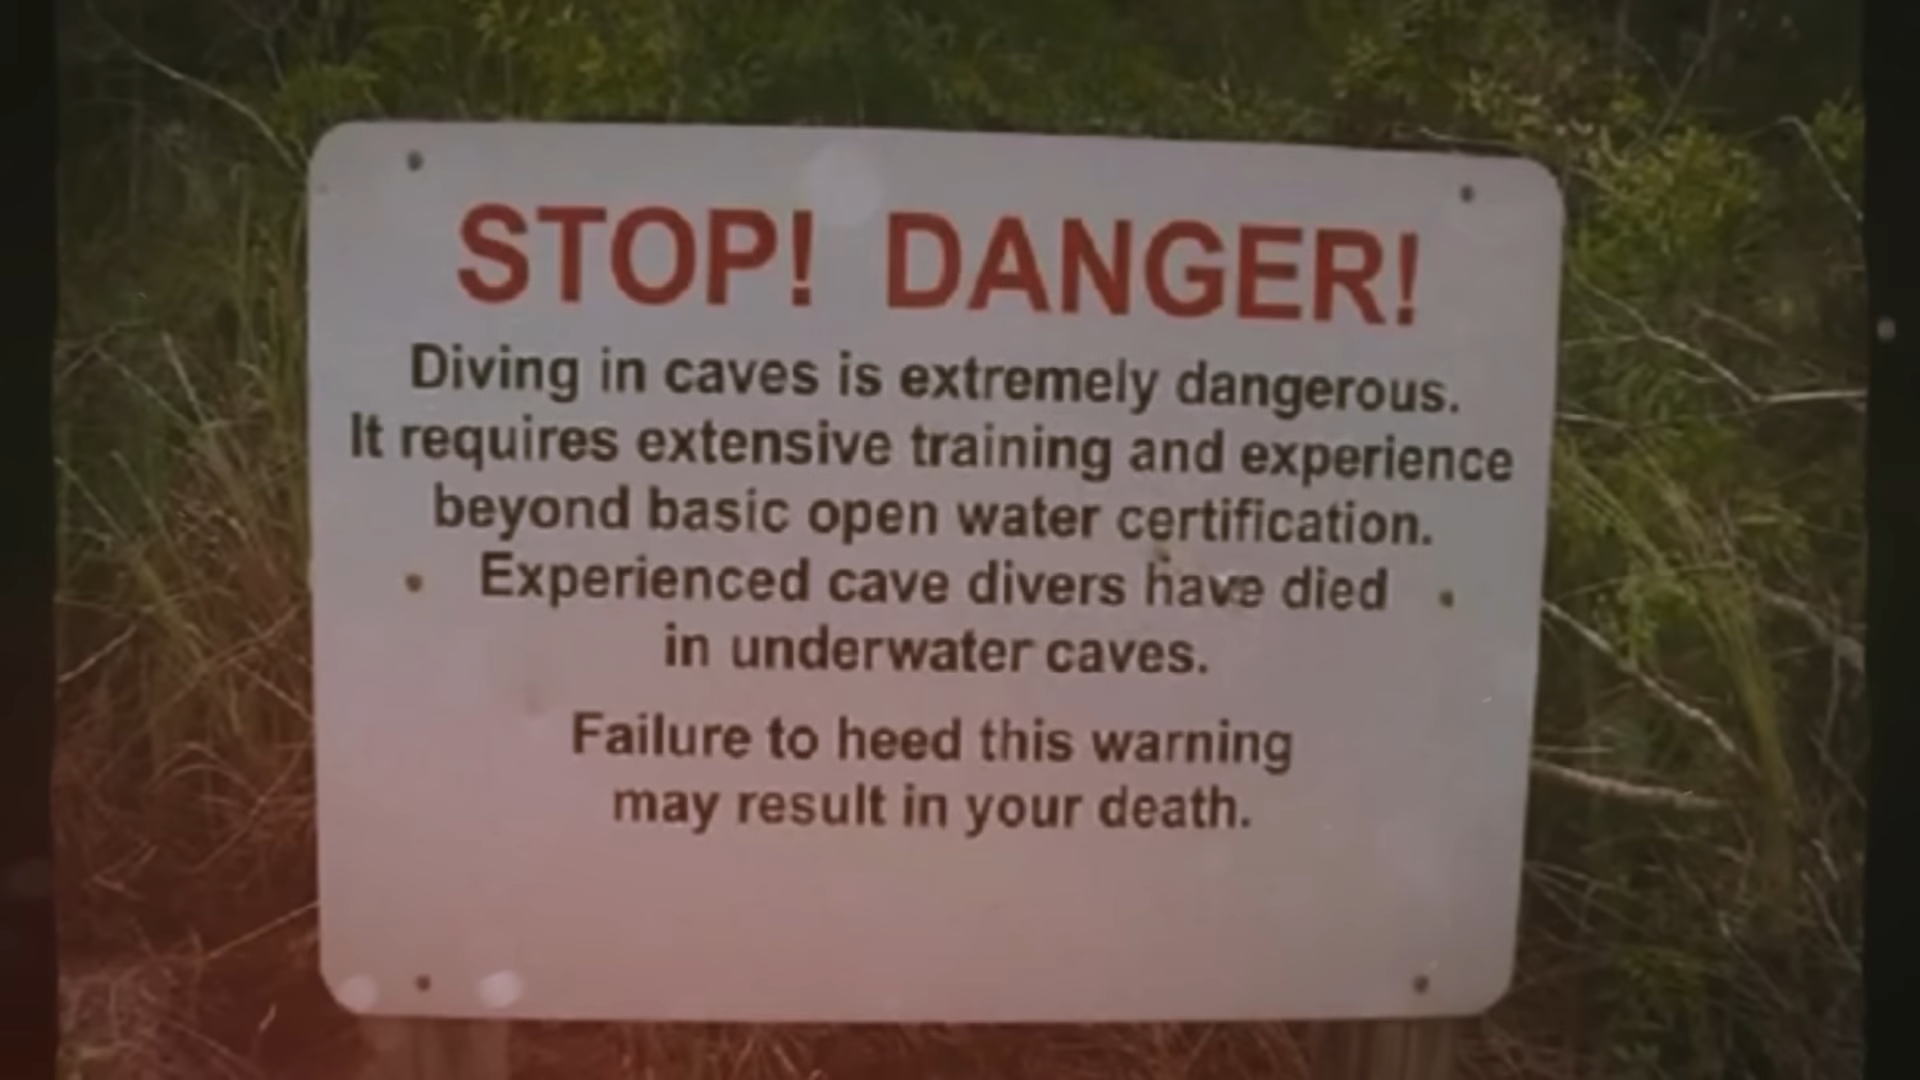 STOP! DANGER!
Diving in caves is extremely dangerous.
It requires extensive training and experience
beyond basic open water certification.
Experienced cave divers have died
in underwater caves.
Failure to heed this warning
may result in your death.